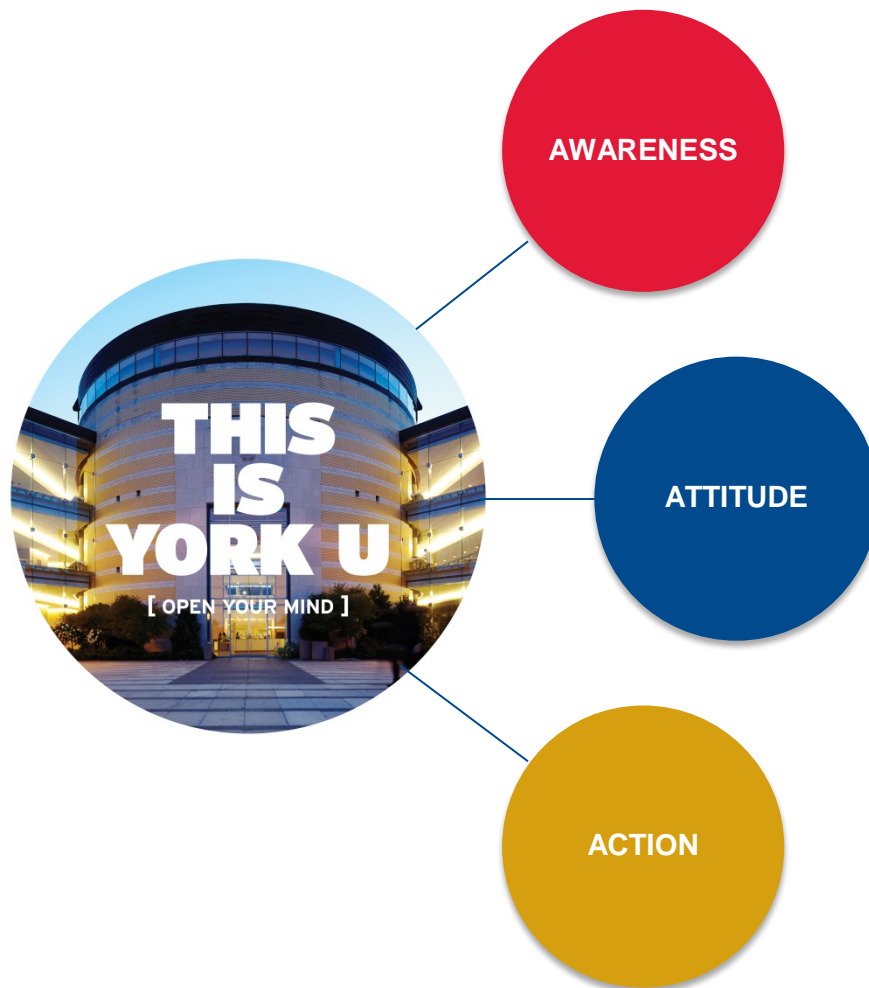 AWARENESS
THIS
IS
YORK U
[ OPEN YOUR MIND ]
ATTITUDE
ACTION